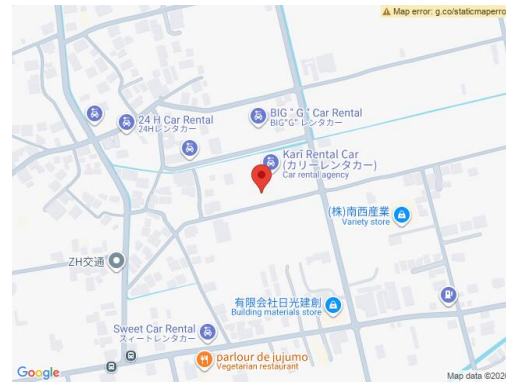 Map error: g.co/staticmaperro
24 H Car Rental
24Hレンタカー
BIG " G " Car Rental
BIG"G" レンタカー
Kari Rental Car
(カリーレンタカー)
Car rental agency
(株)南西産業
Variety store
ZH交通
有限会社日光建創
Building materials store
Sweet Car Rental
スィートレンタカー
parlour de jujumo
Vegetarian restaurant
Google
Map data ©2026